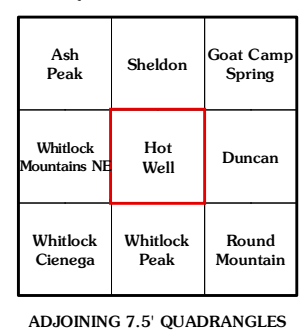 Ash
Peak
Sheldon
Goat Camp
Spring
Whitlock
Mountains NE
Hot
Well
Duncan
Whitlock
Cienega
Whitlock
Peak
Round
Mountain
ADJOINING 7.5' QUADRANGLES